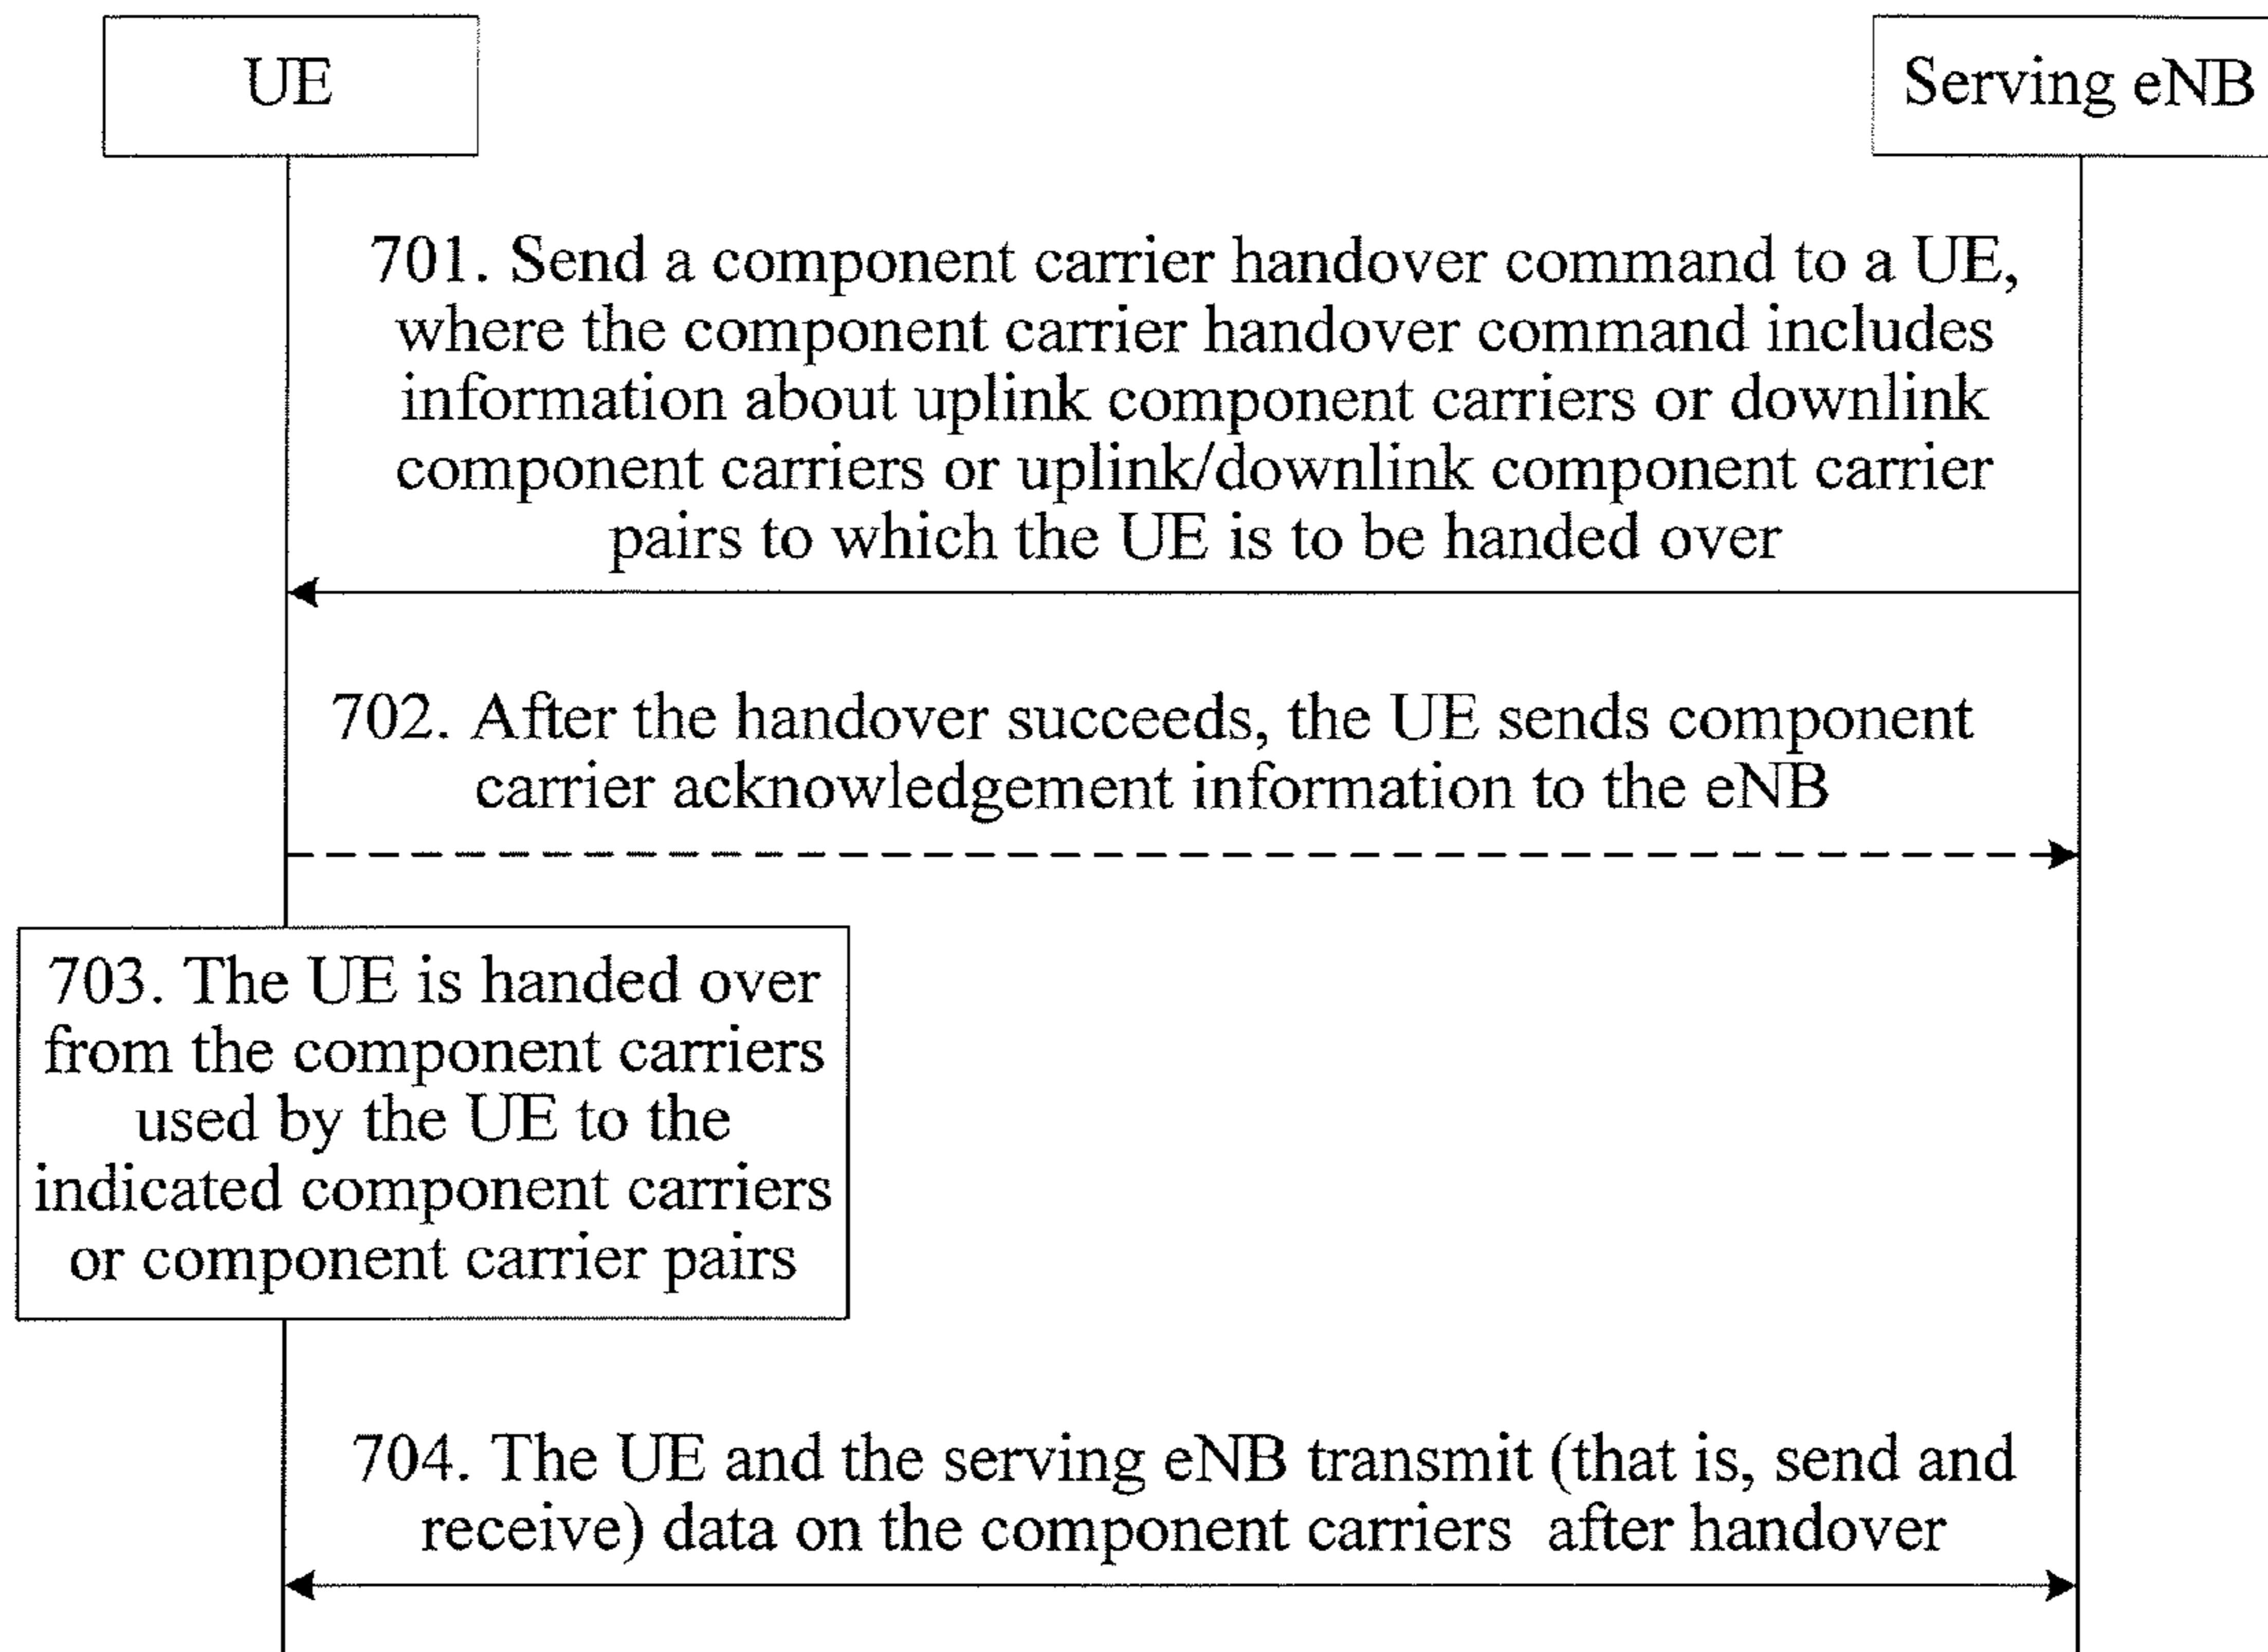 UE
Serving eNB
701. Send a component carrier handover command to a UE,
where the component carrier handover command includes
information about uplink component carriers or downlink
component carriers or uplink/downlink component carrier
pairs to which the UE is to be handed over
702. After the handover succeeds, the UE sends component
carrier acknowledgement information to the eNB
703. The UE is handed over
from the component carriers
used by the UE to the
indicated component carriers
or component carrier pairs
704. The UE and the serving eNB transmit (that is, send and
receive) data on the component carriers after handover